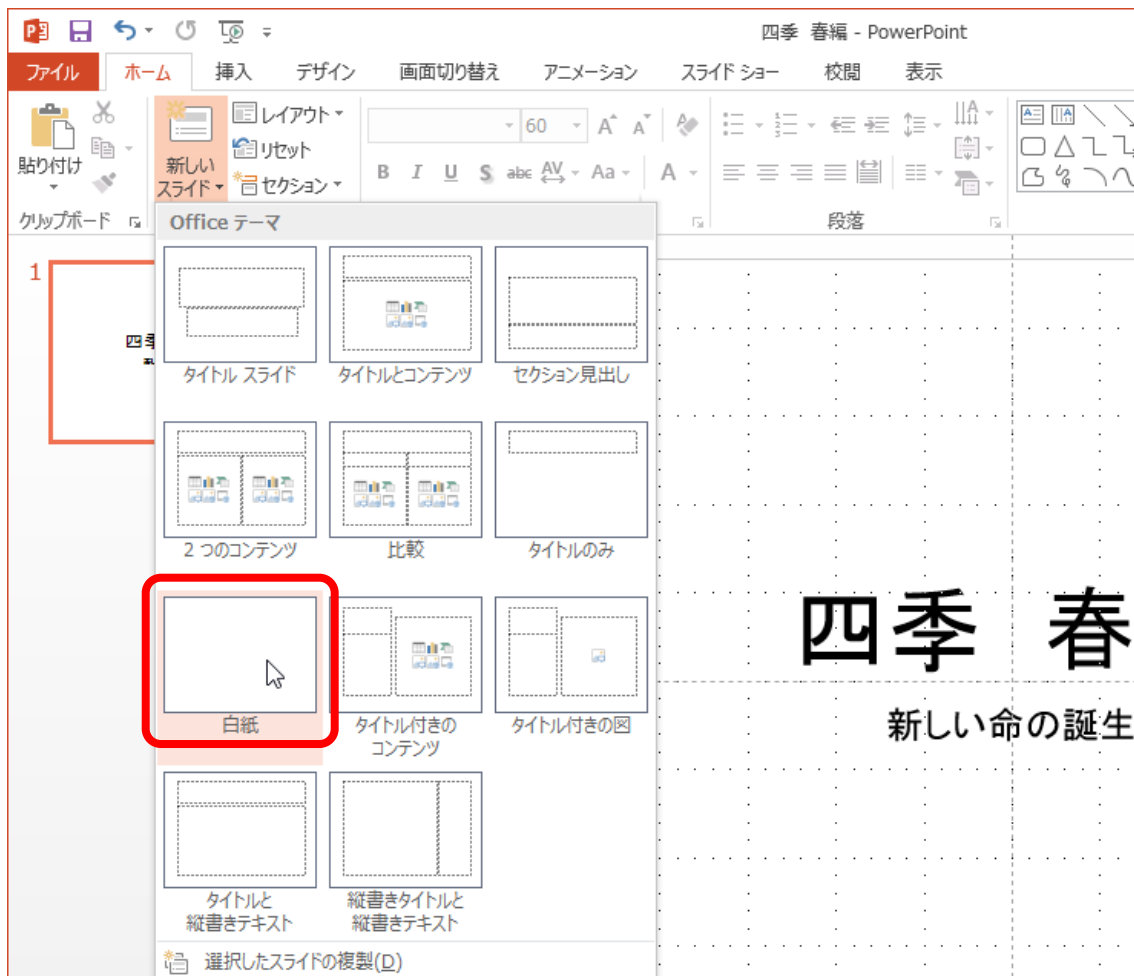 四季 春編 - PowerPoint
ファイル ホーム 挿入 デザイン 画面切り替え アニメーション スライド ショー 校閲 表示
貼り付け
新しい
スライド
レイアウト
リセット
セクション
60
B I U S abc AV Aa A
クリップボード
段落
Office テーマ
1
タイトル スライド
タイトルとコンテンツ
セクション見出し
2 つのコンテンツ
比較
タイトルのみ
白紙
タイトル付きの
コンテンツ
タイトル付きの図
タイトルと
縦書きテキスト
縦書きタイトルと
縦書きテキスト
選択したスライドの複製(D)
四季 春
新しい命の誕生